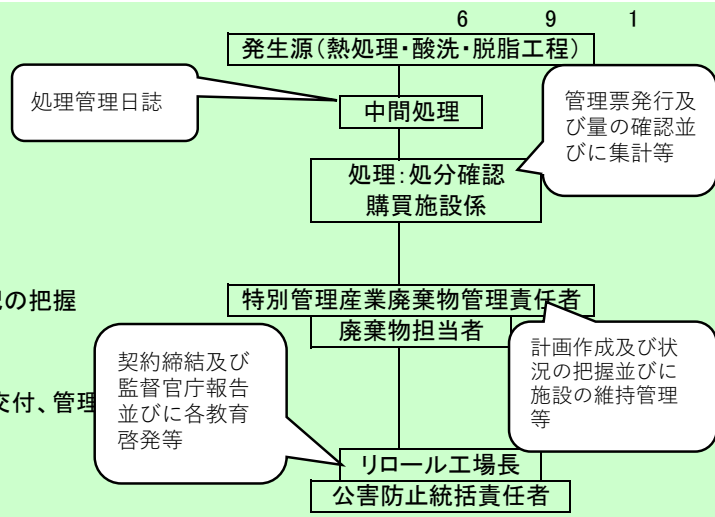 6 9 1
発生源（熱処理・酸洗・脱脂工程）
処理管理日誌
中間処理
管理票発行及
び量の確認並
びに集計等
処理：処分確認
購買施設係
の把握
特別管理産業廃棄物管理責任者
廃棄物担当者
契約締結及び
監督官庁報告
並びに各教育
啓発等
計画作成及び状
況の把握並びに
施設の維持管理
等
交付、管理
リロール工場長
公害防止統括責任者